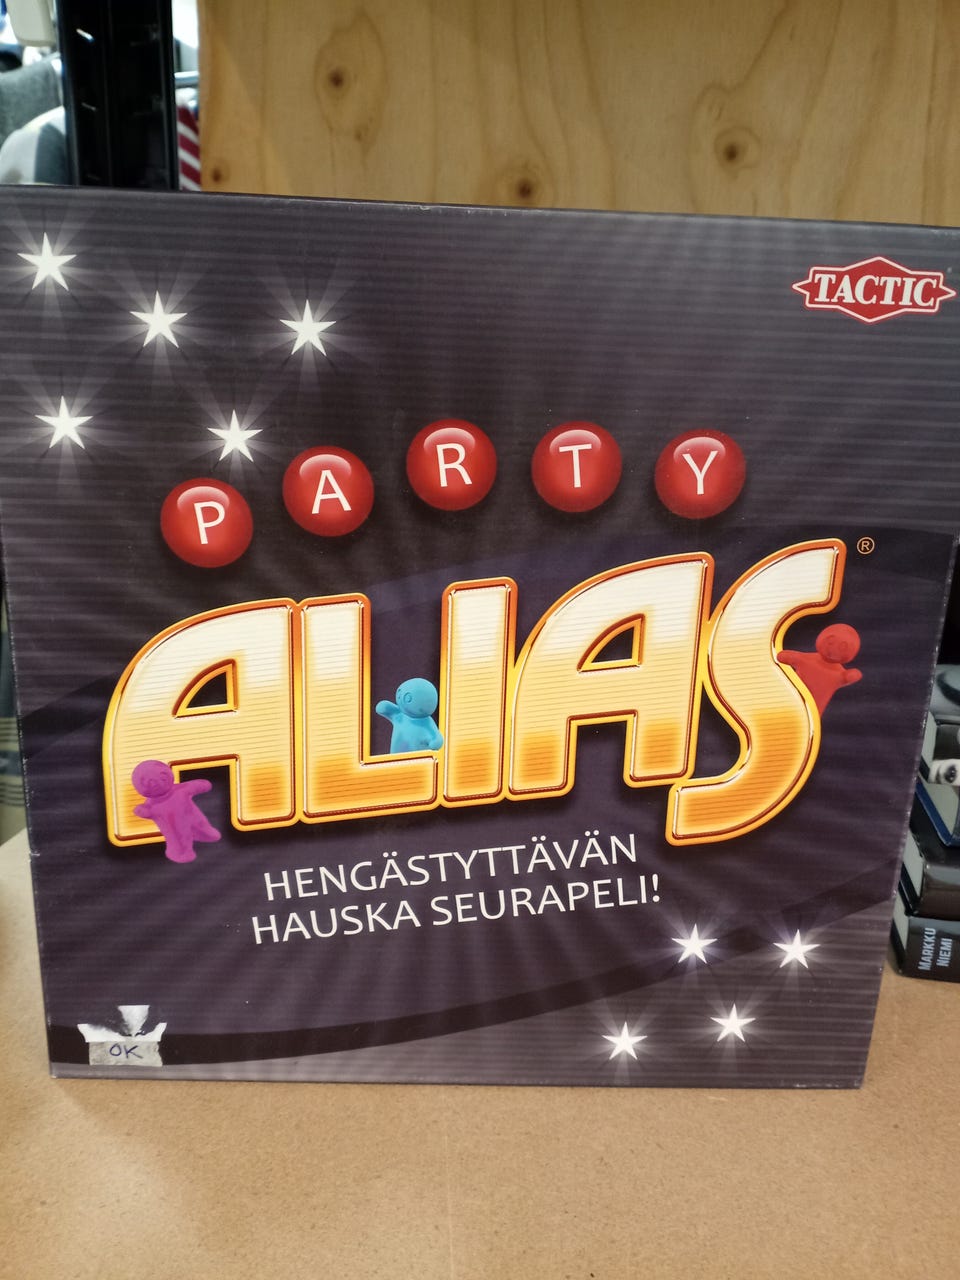 TACTIC
PARTY
ALIAS®
HENGÄSTYTTÄVÄN
HAUSKA SEURAPELI!
OK
MARKKU
NIEMI